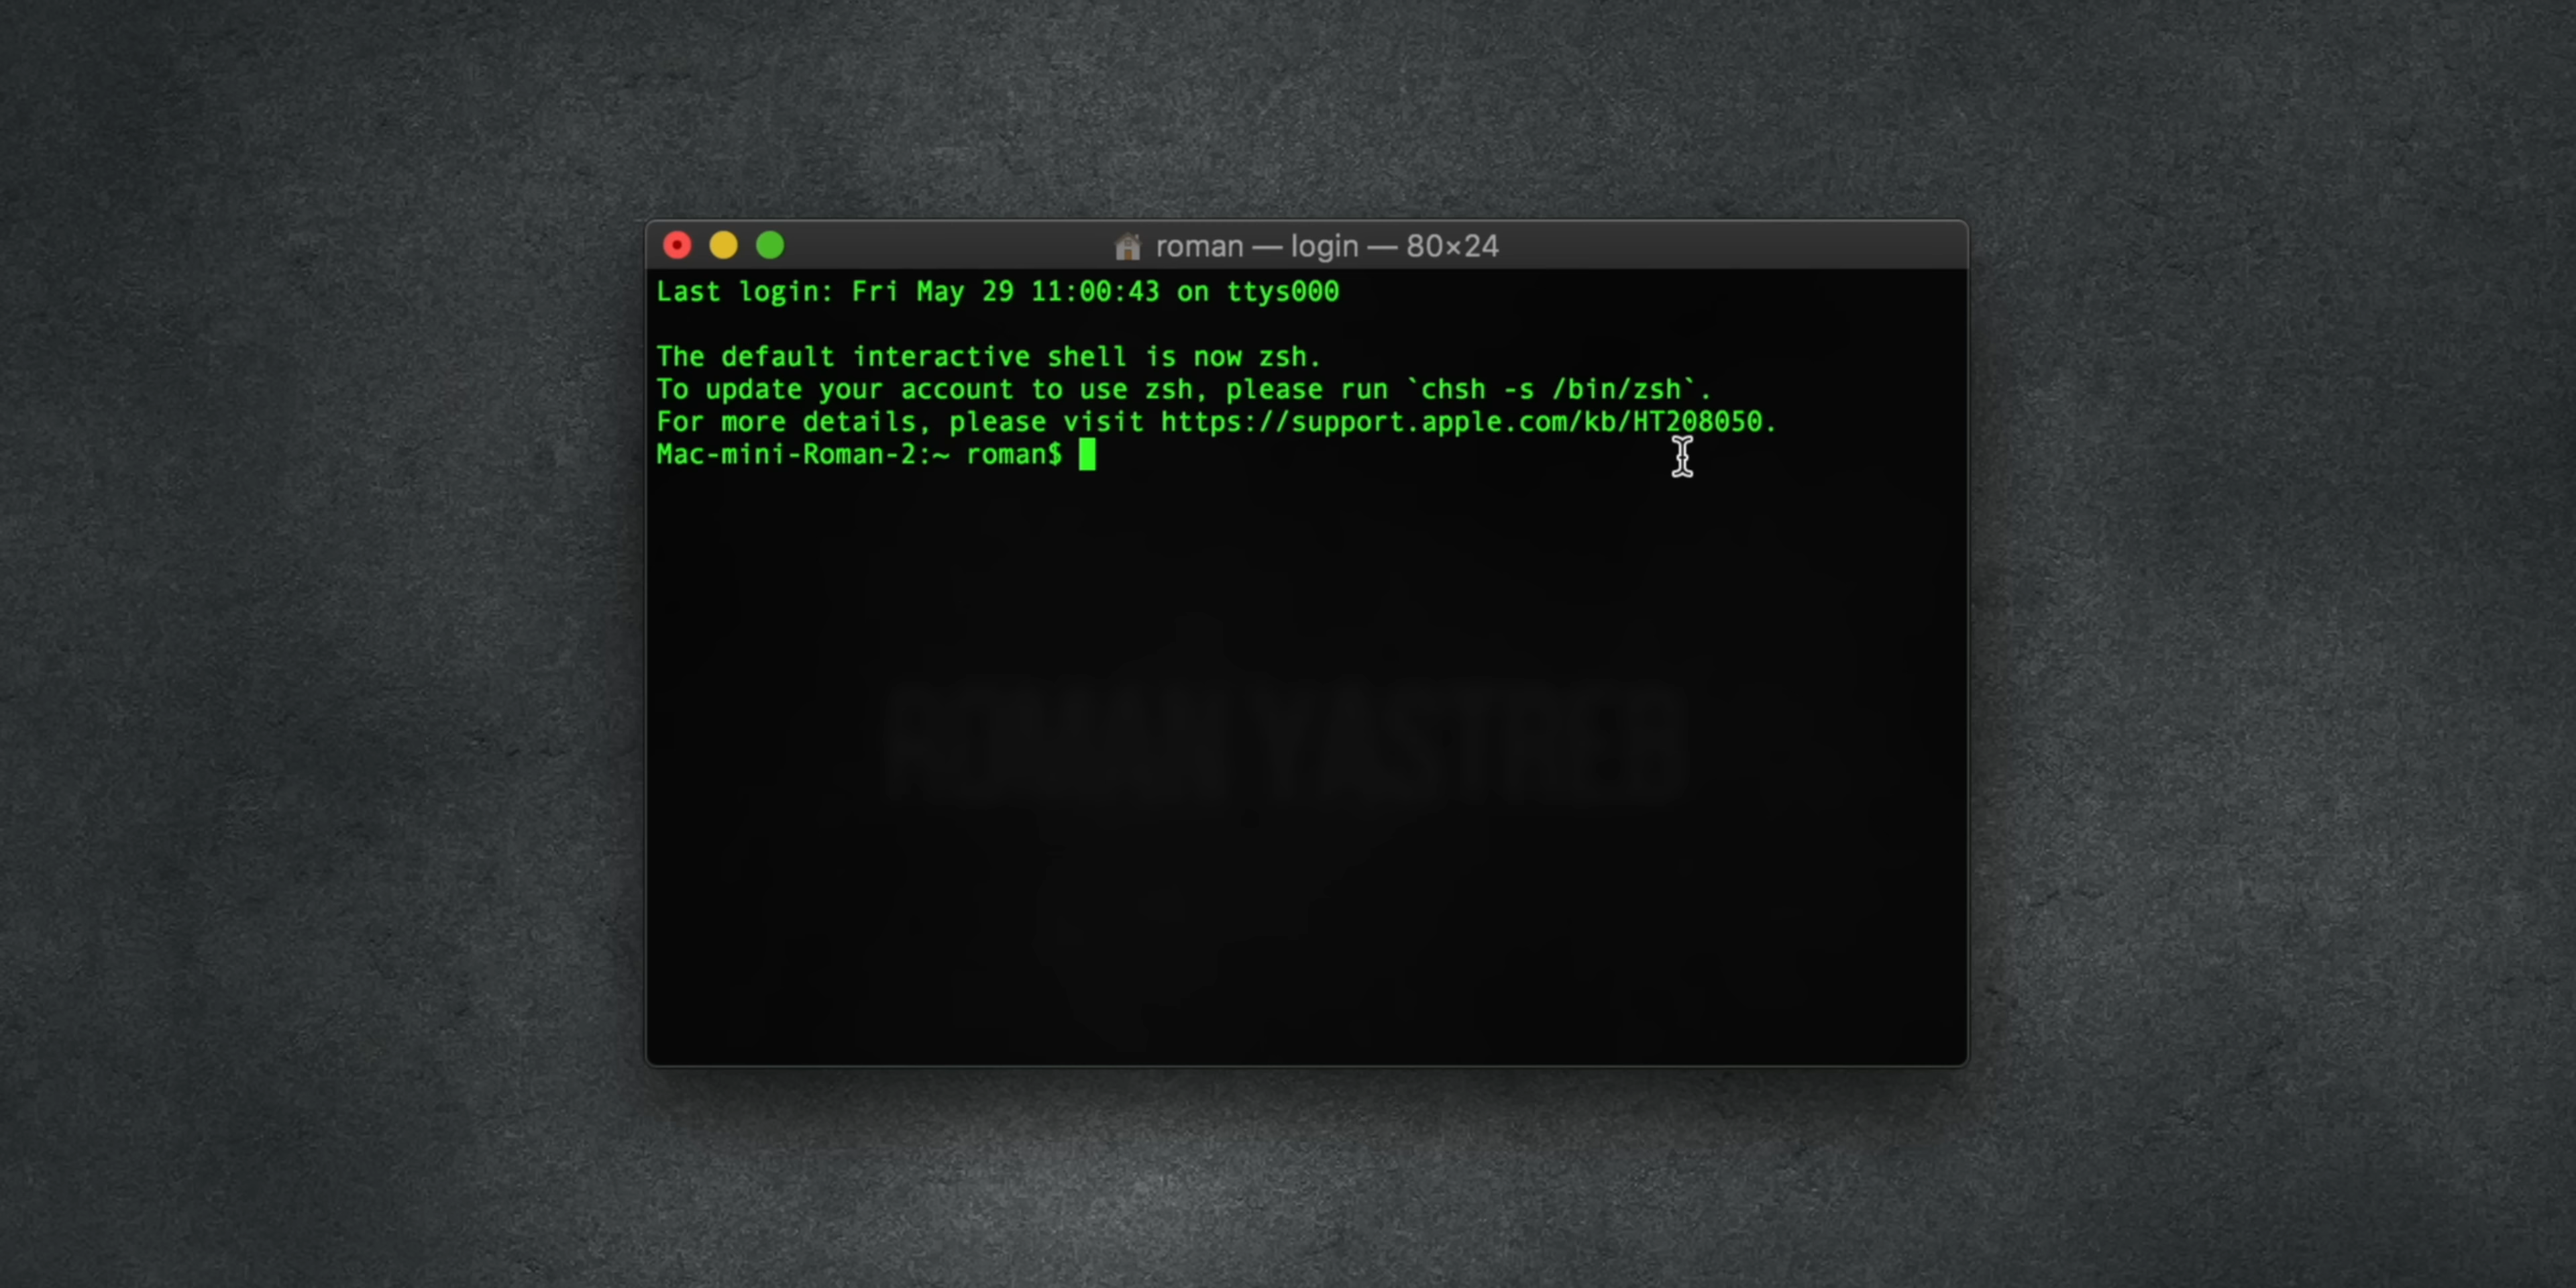 roman — login — 80×24
Last login: Fri May 29 11:00:43 on ttys000
The default interactive shell is now zsh.
To update your account to use zsh, please run `chsh -s /bin/zsh`.
For more details, please visit https://support.apple.com/kb/HT208050.
Mac-mini-Roman-2:~ roman$
ROMAN YASTREB